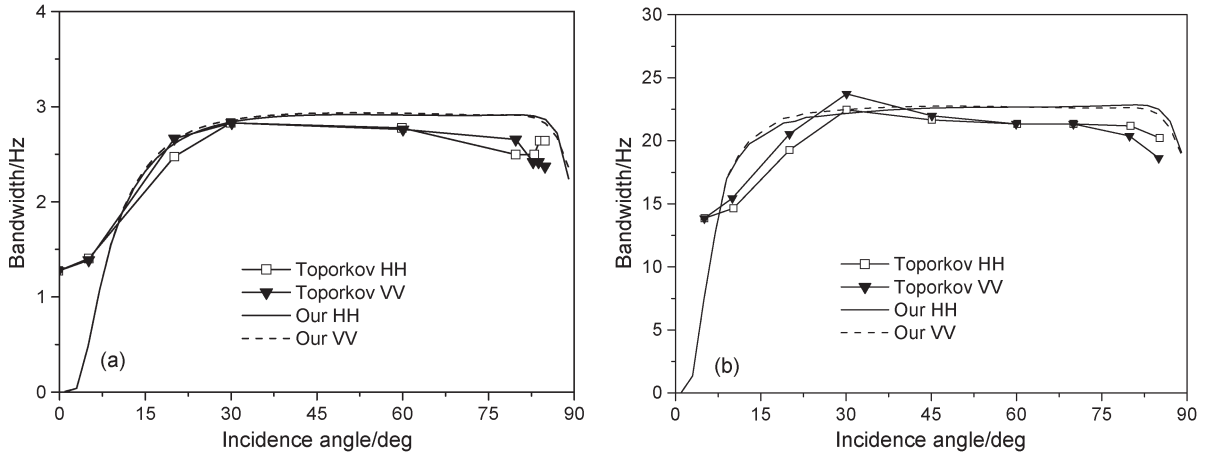 4
3
2
1
0
Bandwidth/Hz
Toporkov HH
Toporkov VV
Our HH
Our VV
(a)
0 15 30 45 60 75 90
Incidence angle/deg
30
25
20
15
10
5
0
Bandwidth/Hz
Toporkov HH
Toporkov VV
Our HH
Our VV
(b)
0 15 30 45 60 75 90
Incidence angle/deg